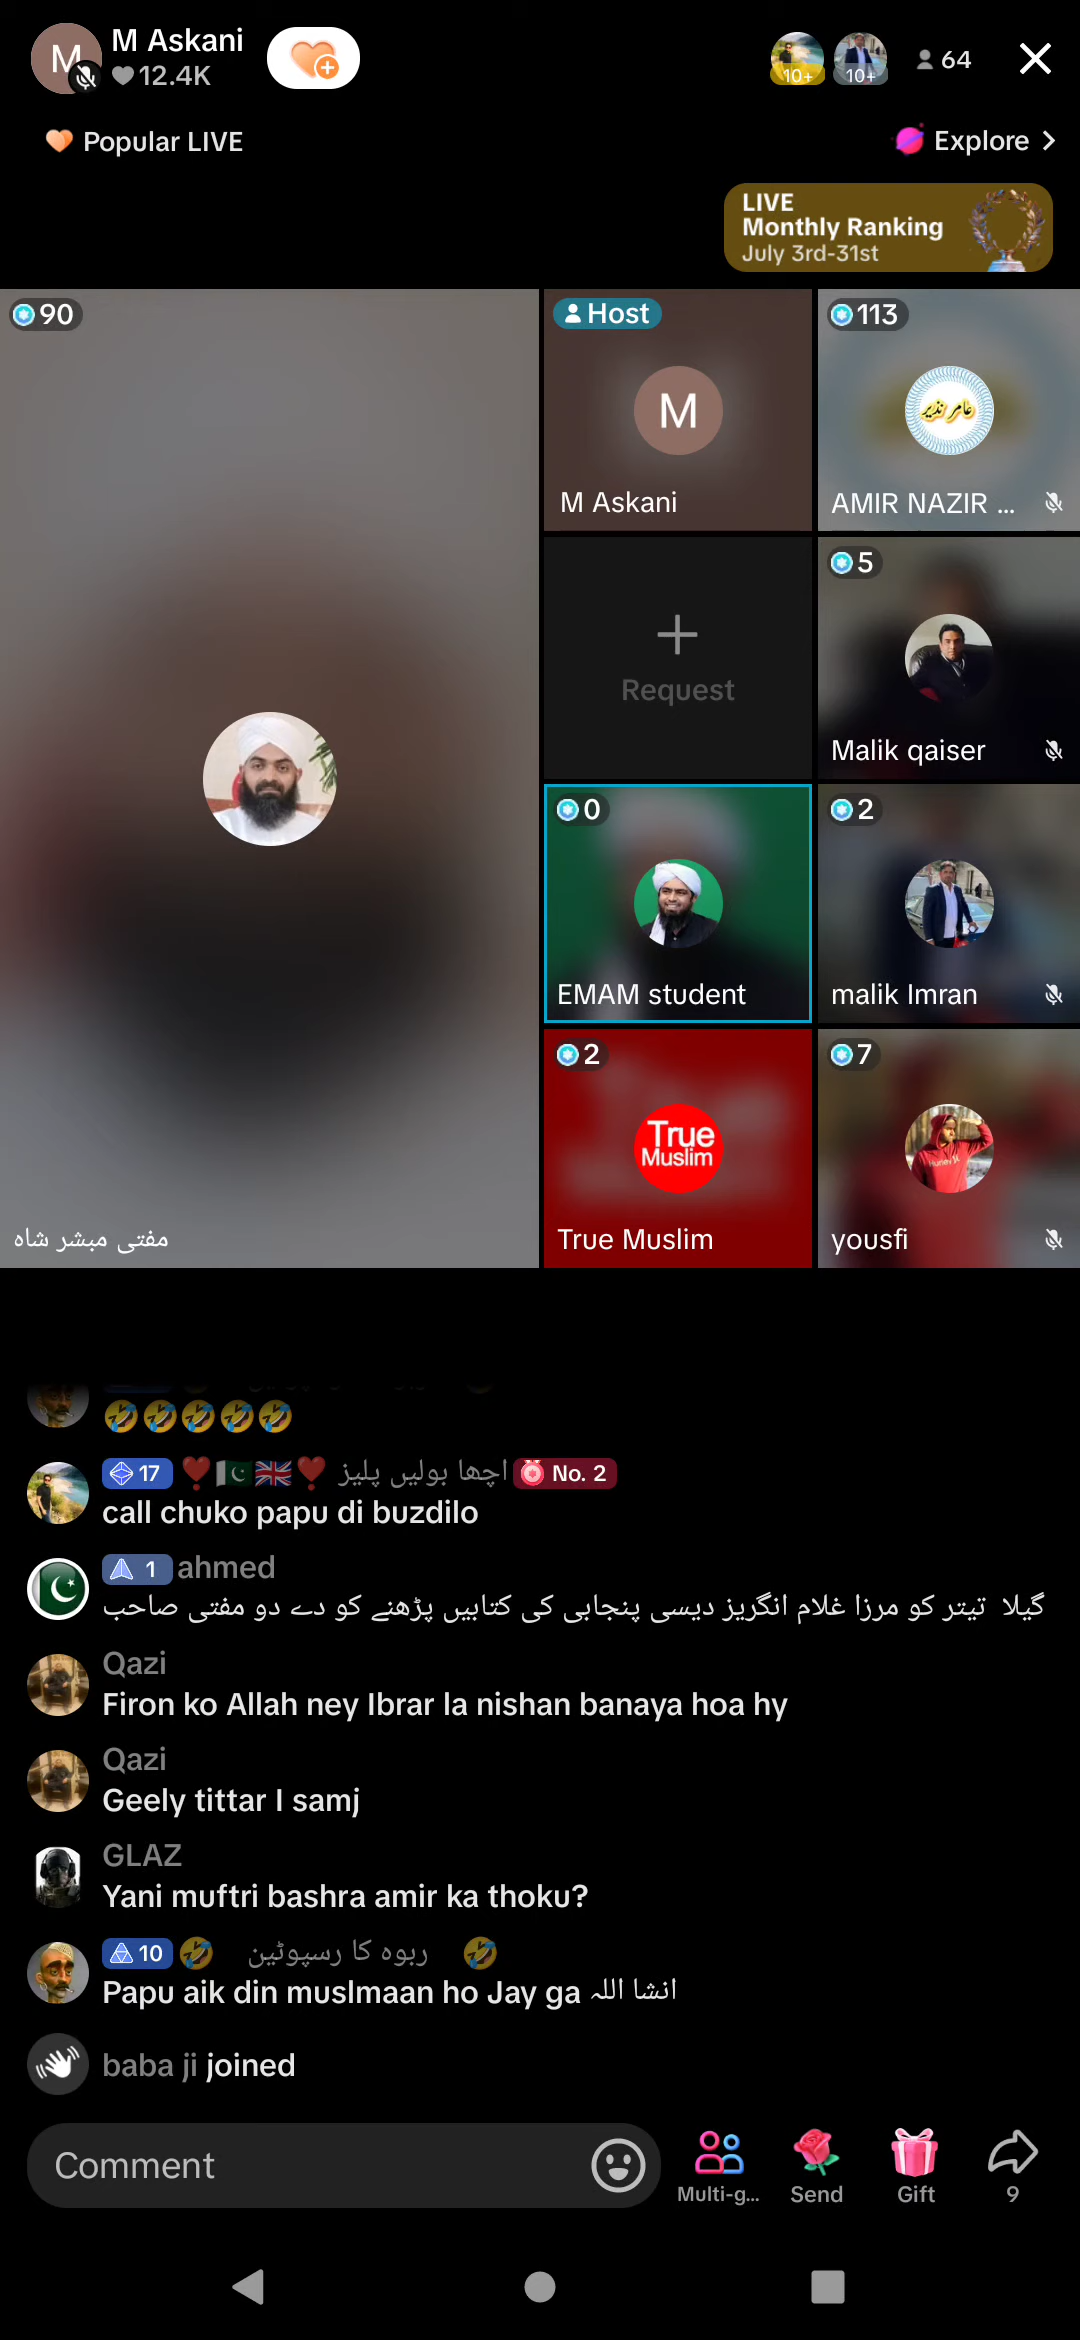 M Askani
12.4K
10+
10+
64
Popular LIVE
Explore
LIVE
Monthly Ranking
July 3rd-31st
90
Host
M
M Askani
113
عامر نذیر
AMIR NAZIR ...
Request
5
Malik qaiser
0
EMAM student
2
malik Imran
2
True
Muslim
True Muslim
7
yousfi
مفتی مبشر شاہ
🤣🤣🤣🤣🤣
17 ❣️🇵🇰🇬🇧❣️ اچھا بولیں پلیز No. 2
call chuko papu di buzdilo
1 ahmed
گیلا تیتر کو مرزا غلام انگریز دیسی پنجابی کی کتابیں پڑھنے کو دے دو مفتی صاحب
Qazi
Firon ko Allah ney Ibrar la nishan banaya hoa hy
Qazi
Geely tittar I samj
GLAZ
Yani muftri bashra amir ka thoku?
10 🤣 ربوہ کا رسپوٹین 🤣
Papu aik din muslmaan ho Jay ga انشا اللہ
baba ji joined
Comment
Multi-g...
Send
Gift
9